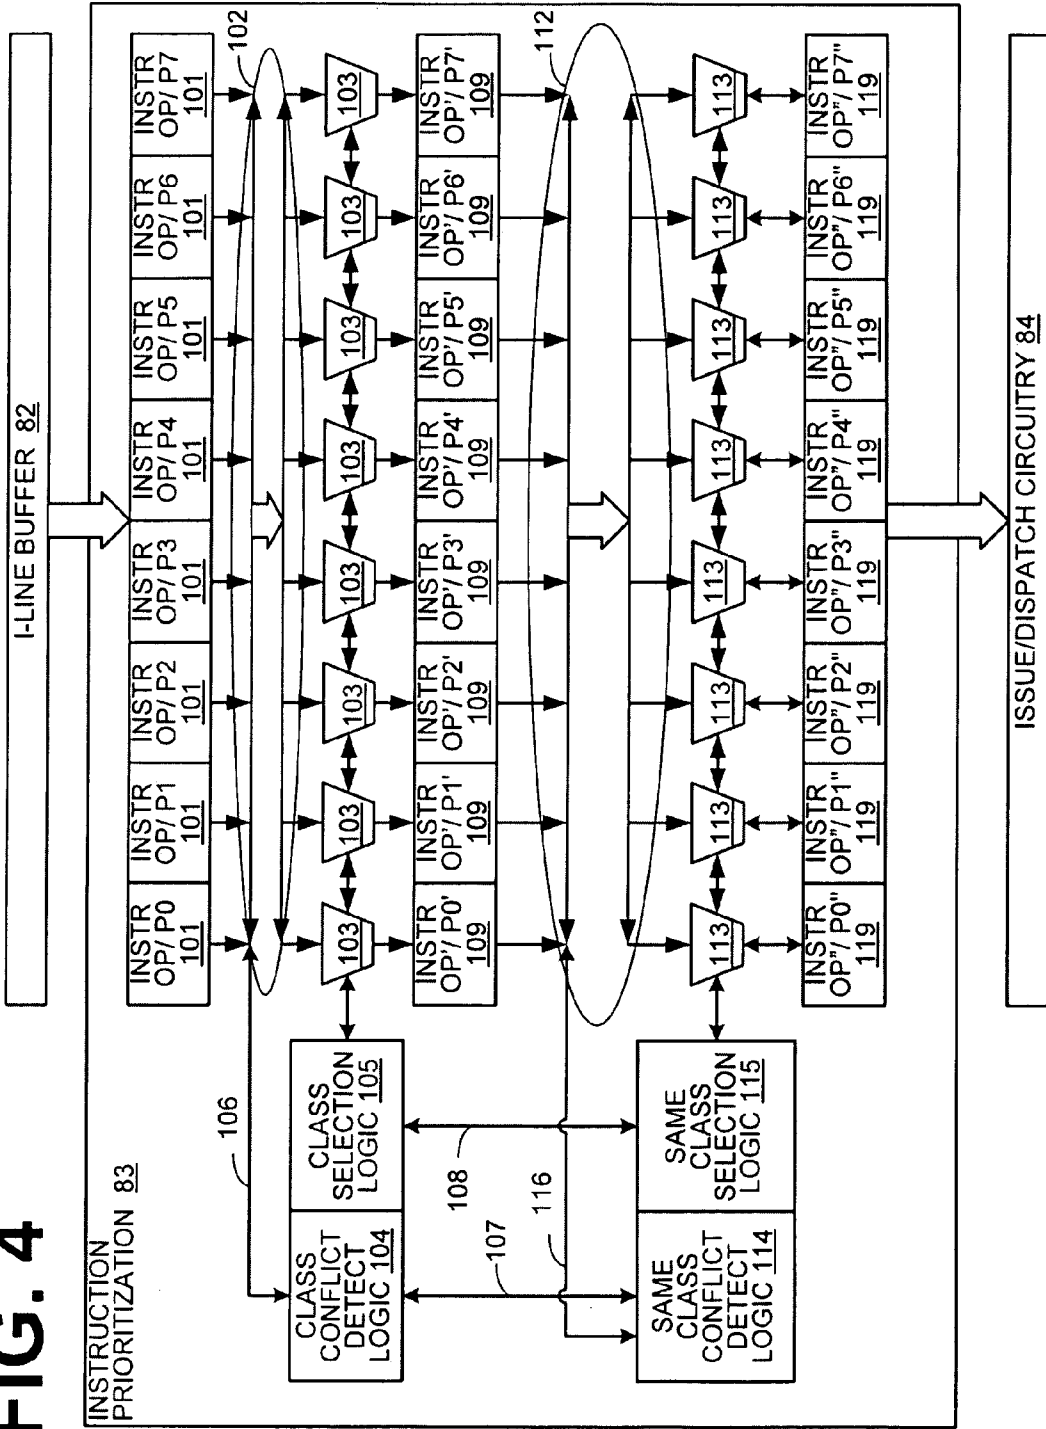 FIG. 4
I-LINE BUFFER 82
INSTRUCTION
PRIORITIZATION 83
INSTR
OP/ P0
101
INSTR
OP/ P1
101
INSTR
OP/ P2
101
INSTR
OP/ P3
101
INSTR
OP/ P4
101
INSTR
OP/ P5
101
INSTR
OP/ P6
101
INSTR
OP/ P7
101
106
102
CLASS
CONFLICT
DETECT
LOGIC 104
CLASS
SELECTION
LOGIC 105
103
103
103
103
103
103
103
103
INSTR
OP'/ P0'
109
INSTR
OP'/ P1'
109
INSTR
OP'/ P2'
109
INSTR
OP'/ P3'
109
INSTR
OP'/ P4'
109
INSTR
OP'/ P5'
109
INSTR
OP'/ P6'
109
INSTR
OP'/ P7'
109
107
108
116
112
SAME
CLASS
CONFLICT
DETECT
LOGIC 114
SAME
CLASS
SELECTION
LOGIC 115
113
113
113
113
113
113
113
113
INSTR
OP"/ P0"
119
INSTR
OP"/ P1"
119
INSTR
OP"/ P2"
119
INSTR
OP"/ P3"
119
INSTR
OP"/ P4"
119
INSTR
OP"/ P5"
119
INSTR
OP"/ P6"
119
INSTR
OP"/ P7"
119
ISSUE/DISPATCH CIRCUITRY 84